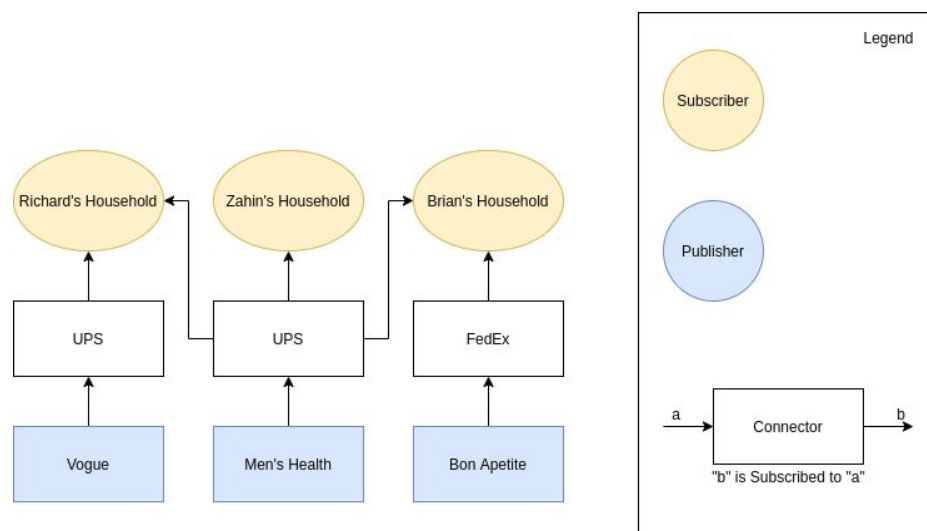 Legend
Subscriber
Richard's Household
Zahin's Household
Brian's Household
Publisher
UPS
UPS
FedEx
a
Connector
b
"b" is Subscribed to "a"
Vogue
Men's Health
Bon Apetite